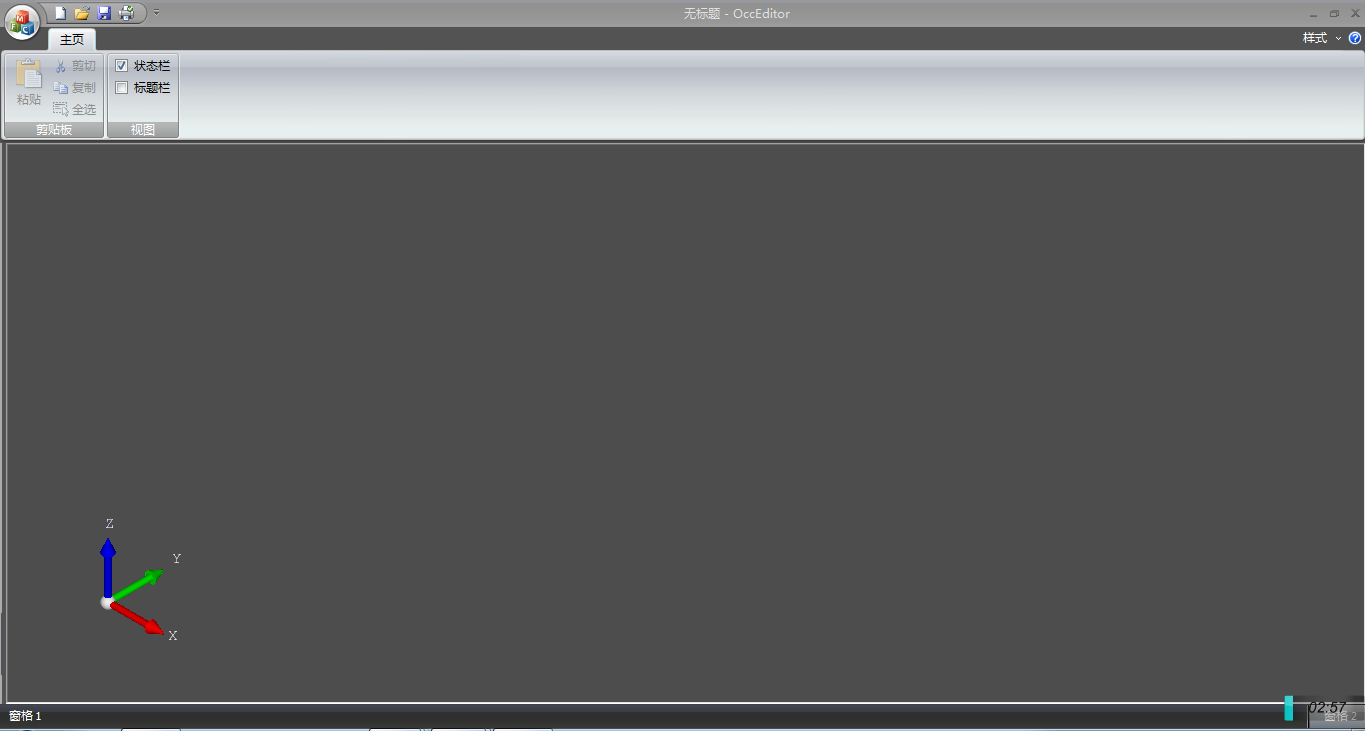 无标题 - OccEditor
主页
样式
粘贴
剪切
复制
全选
剪贴板
状态栏
标题栏
视图
Z
Y
X
窗格 1
02:57
窗格 2